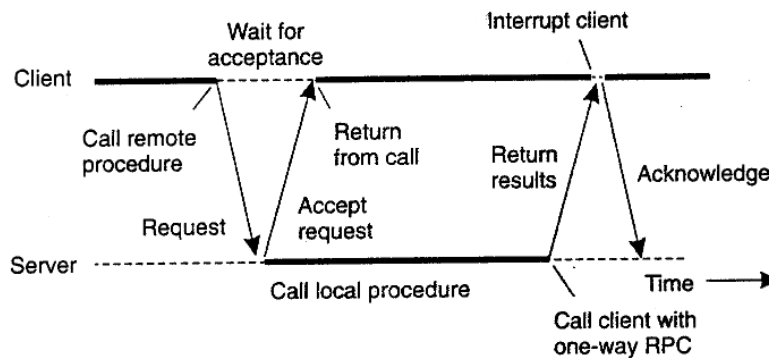 Interrupt client
Wait for
acceptance
Client
Call remote
procedure
Return
from call
Return
results
Acknowledge
Request
Accept
request
Server
Call local procedure
Time
Call client with
one-way RPC